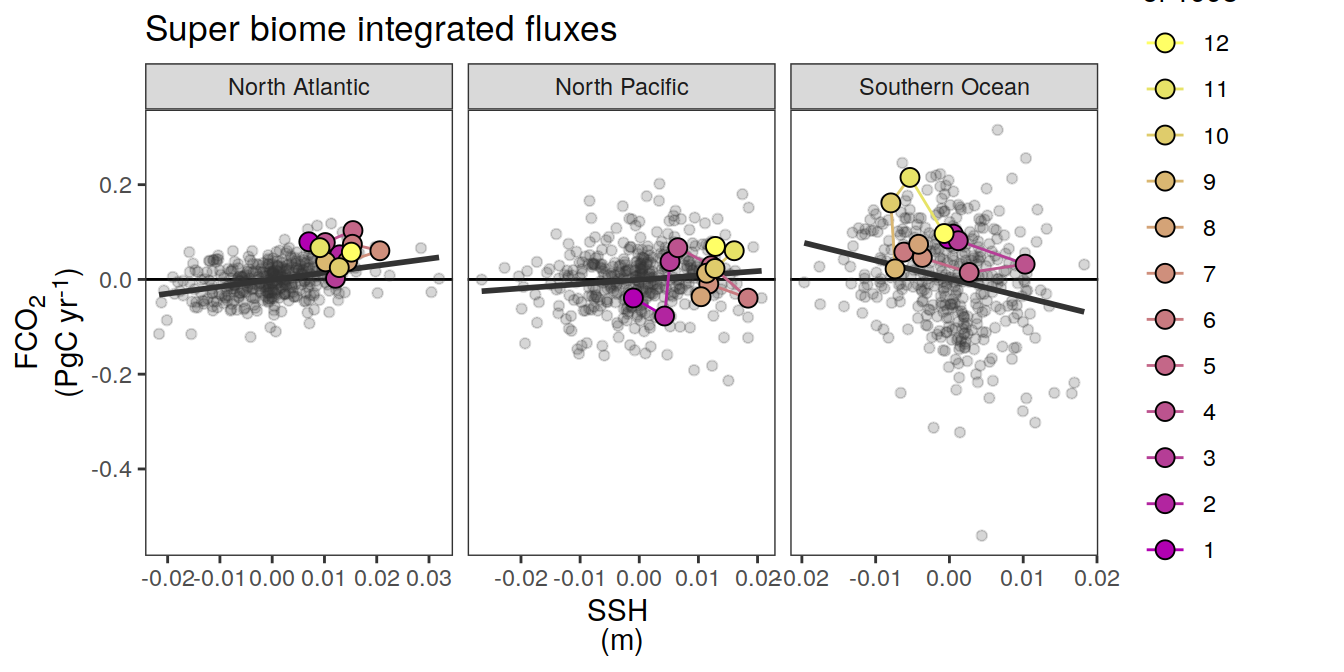 Super biome integrated fluxes
North Atlantic
North Pacific
Southern Ocean
0.2
0.0
-0.2
-0.4
FCO2
(PgC yr−1)
-0.02 -0.01 0.00 0.01 0.02 0.03
-0.02 -0.01 0.00 0.01 0.02
-0.02 -0.01 0.00 0.01 0.02
SSH
(m)
12
11
10
9
8
7
6
5
4
3
2
1